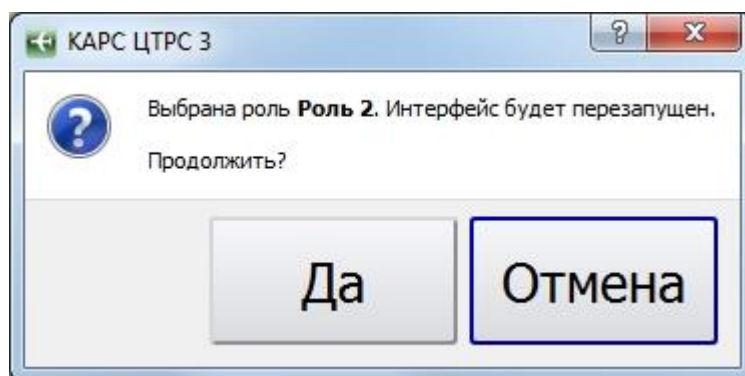 КАРС ЦТРС 3
Выбрана роль Роль 2. Интерфейс будет перезапущен.
Продолжить?
Да
Отмена